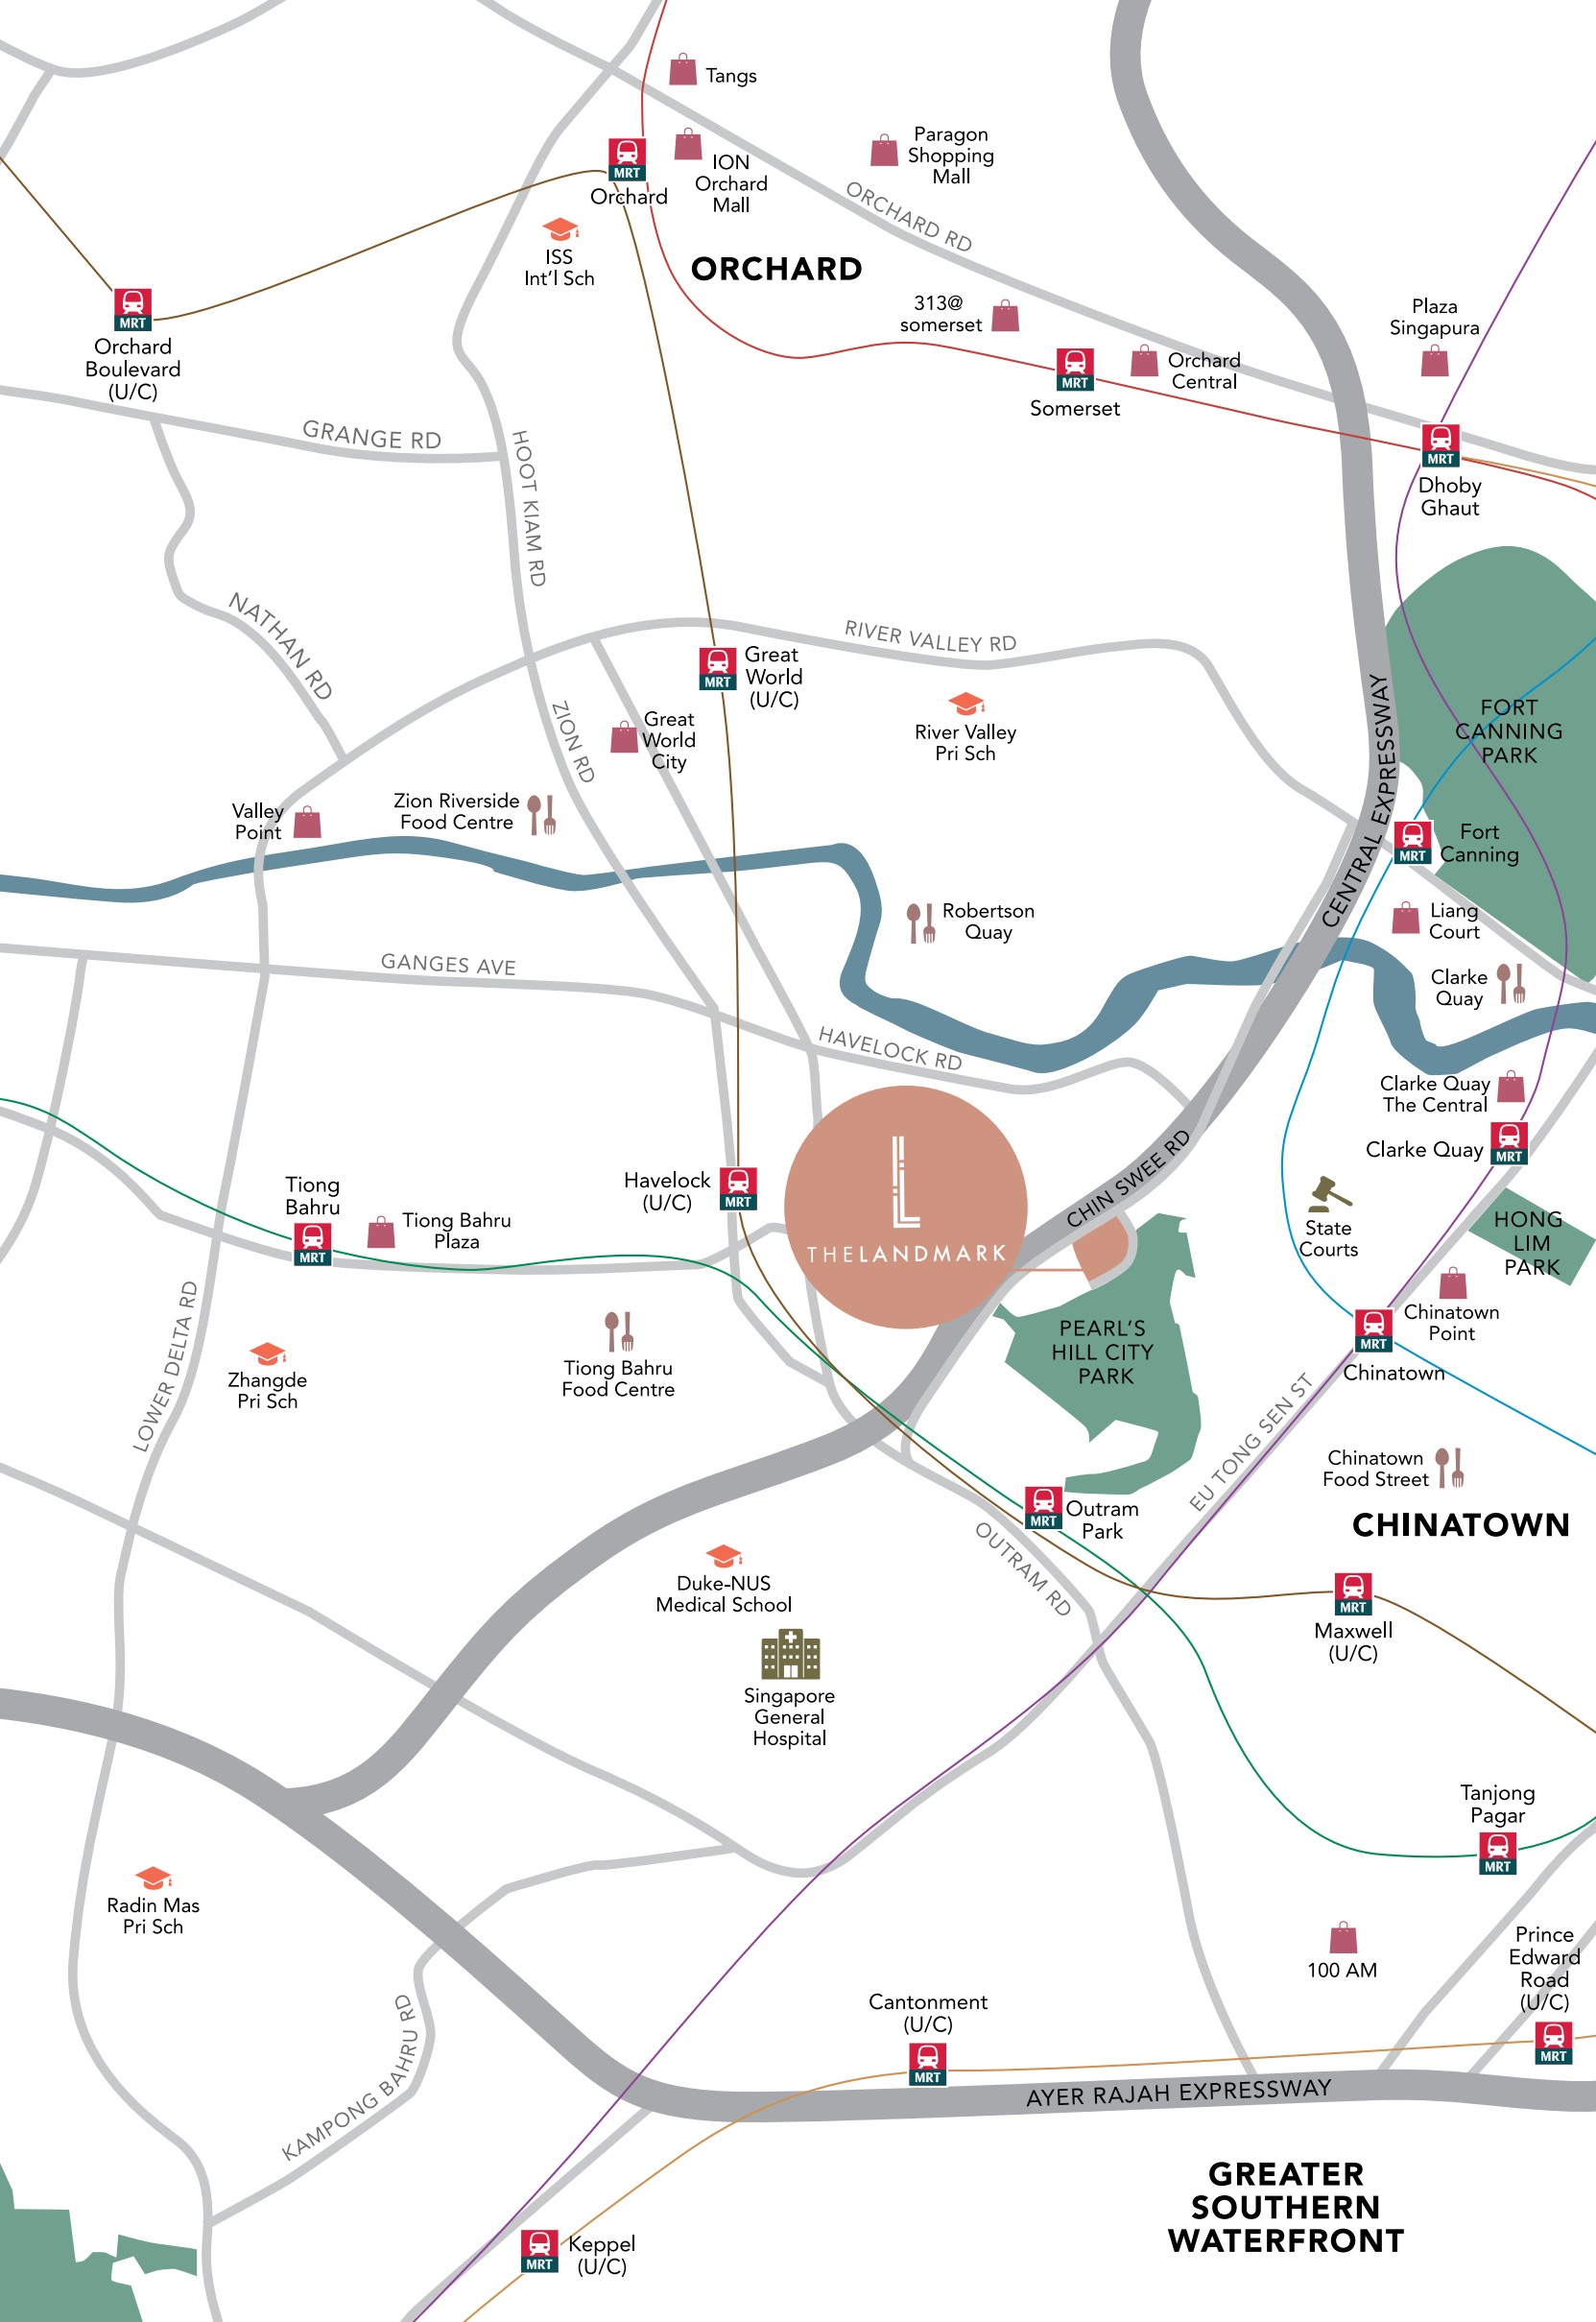 Tangs
Paragon
Shopping
Mall
ION
Orchard
Mall
MRT
Orchard
ORCHARD RD
ISS
Int'l Sch
ORCHARD
MRT
Orchard
Boulevard
(U/C)
313@
somerset
Plaza
Singapura
MRT
Somerset
Orchard
Central
GRANGE RD
HOOT KIAM RD
MRT
Dhoby
Ghaut
NATHAN RD
RIVER VALLEY RD
MRT
Great
World
(U/C)
ZION RD
Great
World
City
River Valley
Pri Sch
CENTRAL EXPRESSWAY
FORT
CANNING
PARK
Valley
Point
Zion Riverside
Food Centre
MRT
Fort
Canning
Robertson
Quay
Liang
Court
GANGES AVE
Clarke
Quay
HAVELOCK RD
Clarke Quay
The Central
Clarke Quay
MRT
CHIN SWEE RD
Tiong
Bahru
MRT
Tiong Bahru
Plaza
Havelock
(U/C)
MRT
THELANDMARK
State
Courts
HONG
LIM
PARK
LOWER DELTA RD
Zhangde
Pri Sch
Tiong Bahru
Food Centre
PEARL'S
HILL CITY
PARK
Chinatown
Point
MRT
Chinatown
EU TONG SEN ST
Chinatown
Food Street
CHINATOWN
MRT
Outram
Park
OUTRAM RD
Duke-NUS
Medical School
MRT
Maxwell
(U/C)
Singapore
General
Hospital
Tanjong
Pagar
MRT
Radin Mas
Pri Sch
100 AM
Prince
Edward
Road
(U/C)
MRT
Cantonment
(U/C)
MRT
KAMPONG BAHRU RD
AYER RAJAH EXPRESSWAY
GREATER
SOUTHERN
WATERFRONT
MRT
Keppel
(U/C)